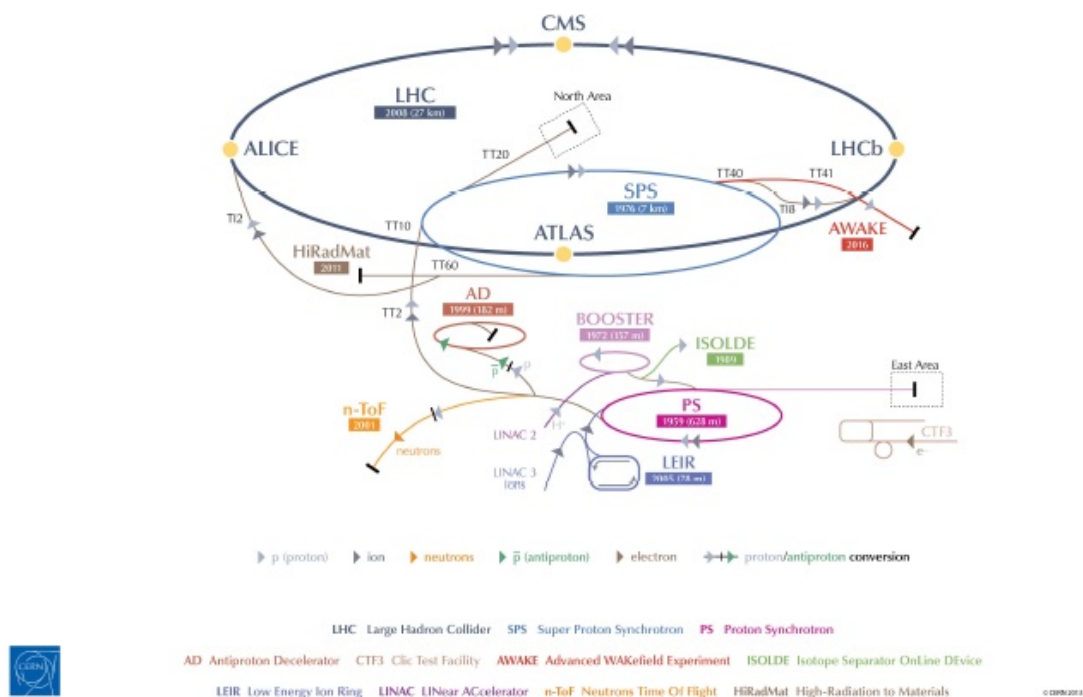 CMS
LHC
2008 (27 km)
North Area
ALICE
TT20
LHCb
TT40
TT41
SPS
1976 (7 km)
TI2
TT10
TI8
ATLAS
AWAKE
2016
HiRadMat
2011
TT60
AD
1999 (182 m)
TT2
BOOSTER
1972 (157 m)
ISOLDE
1989
p
p
East Area
n-ToF
2001
PS
1959 (628 m)
H-
LINAC 2
neutrons
CTF3
e-
LEIR
2005 (78 m)
LINAC 3
Ions
p (proton) ion neutrons p̅ (antiproton) electron proton/antiproton conversion
LHC Large Hadron Collider SPS Super Proton Synchrotron PS Proton Synchrotron
AD Antiproton Decelerator CTF3 Clic Test Facility AWAKE Advanced WAKefield Experiment ISOLDE Isotope Separator OnLine DEvice
LEIR Low Energy Ion Ring LINAC LINear ACcelerator n-ToF Neutrons Time Of Flight HiRadMat High-Radiation to Materials
CERN